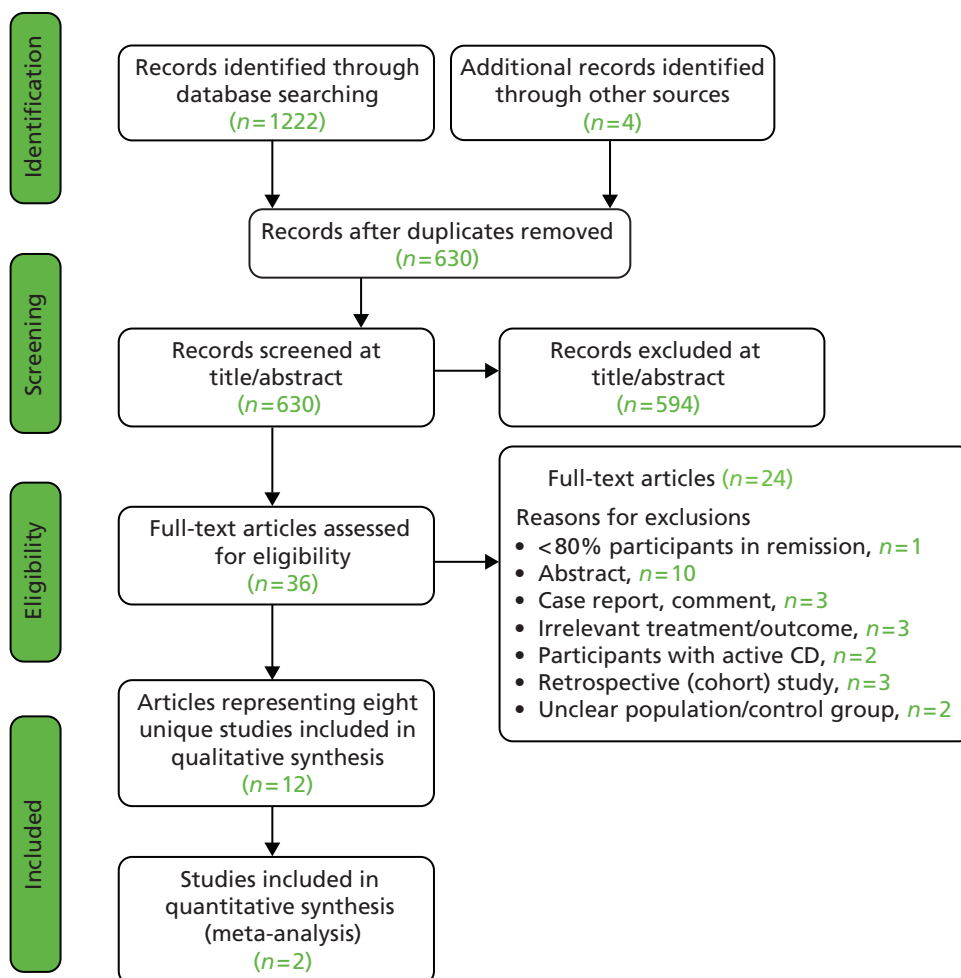 Identification
Records identified through
database searching
(n=1222)
Additional records identified
through other sources
(n=4)
Records after duplicates removed
(n=630)
Screening
Records screened at
title/abstract
(n=630)
Records excluded at
title/abstract
(n=594)
Eligibility
Full-text articles assessed
for eligibility
(n=36)
Full-text articles (n=24)
Reasons for exclusions
• <80% participants in remission, n=1
• Abstract, n=10
• Case report, comment, n=3
• Irrelevant treatment/outcome, n=3
• Participants with active CD, n=2
• Retrospective (cohort) study, n=3
• Unclear population/control group, n=2
Included
Articles representing eight
unique studies included in
qualitative synthesis
(n=12)
Studies included in
quantitative synthesis
(meta-analysis)
(n=2)